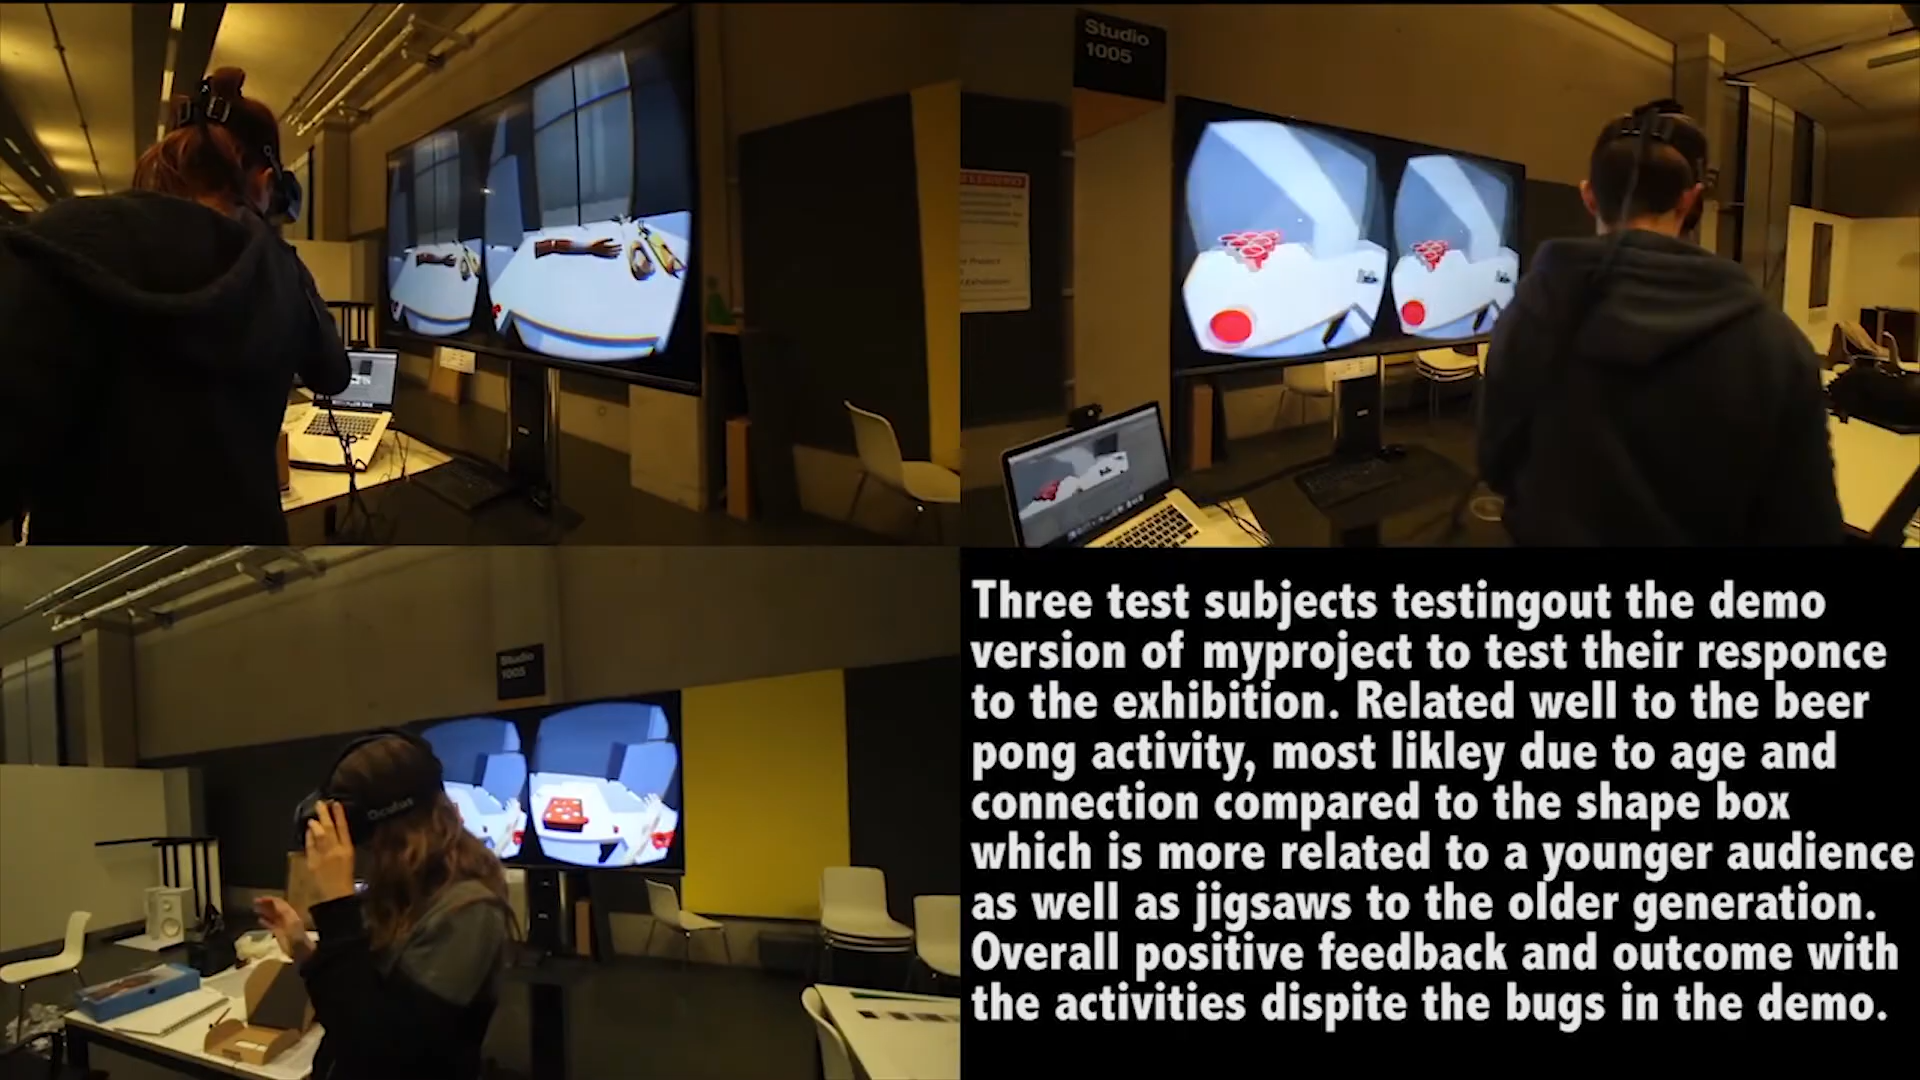 Studio
1005
Studio
1005
Oculus
Three test subjects testingout the demo
version of myproject to test their responce
to the exhibition. Related well to the beer
pong activity, most likley due to age and
connection compared to the shape box
which is more related to a younger audience
as well as jigsaws to the older generation.
Overall positive feedback and outcome with
the activities dispite the bugs in the demo.